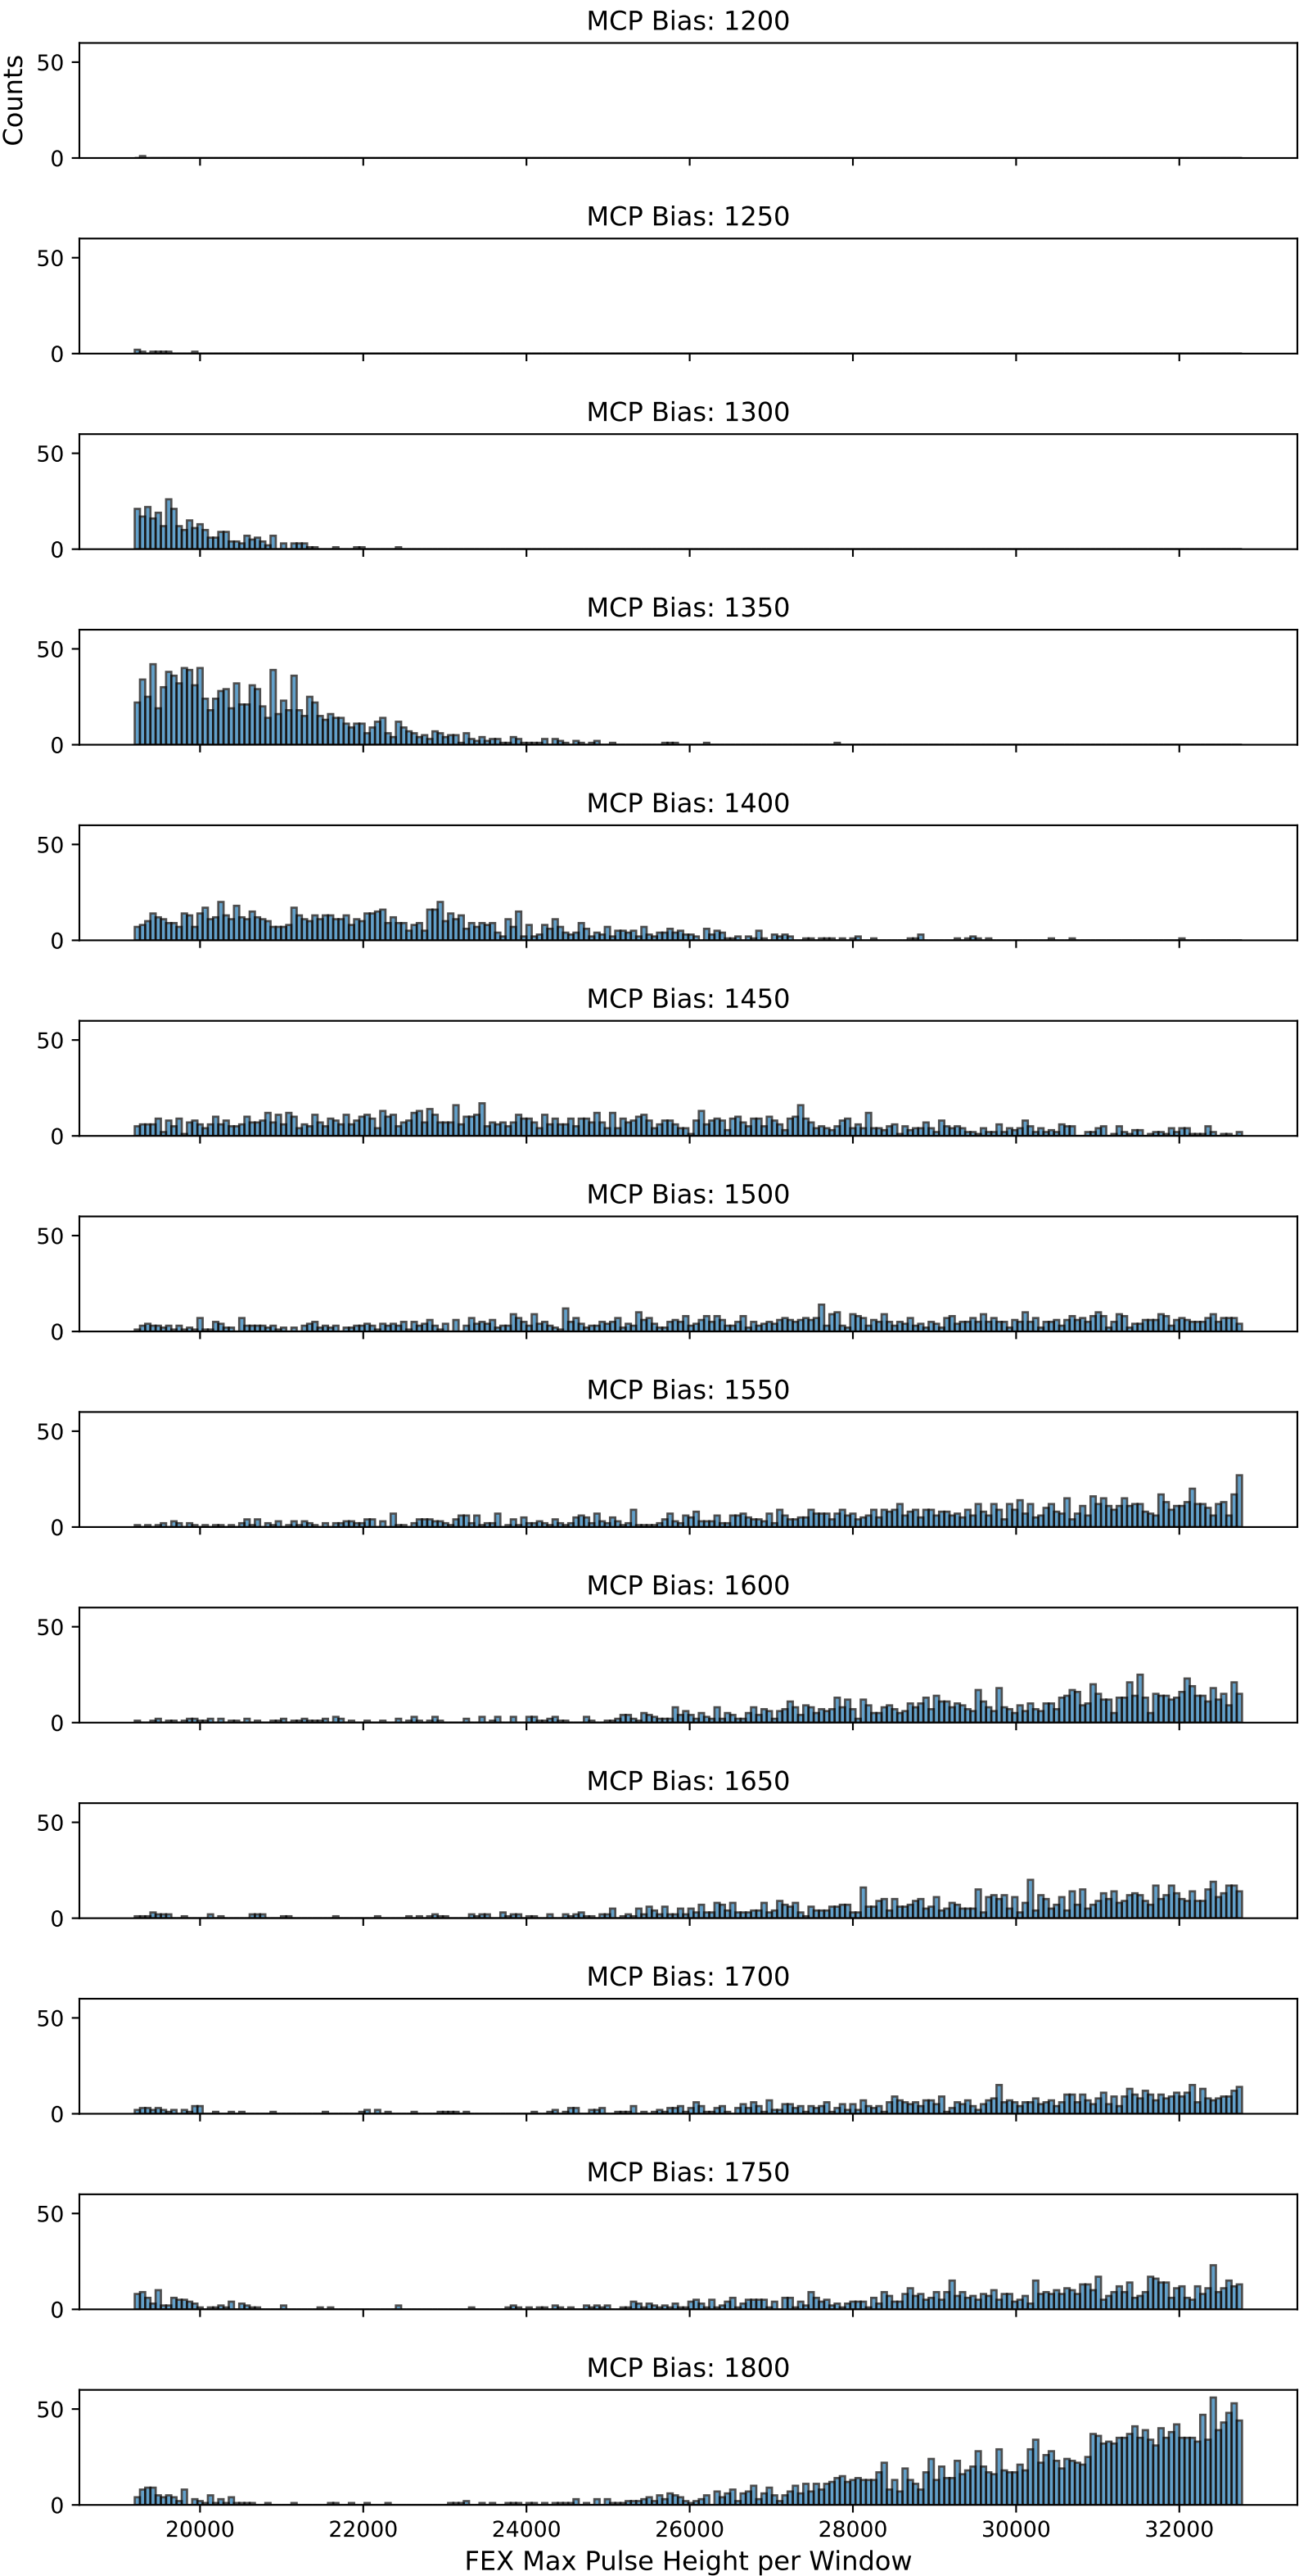 MCP Bias: 1200
Counts
50
0
MCP Bias: 1250
50
0
MCP Bias: 1300
50
0
MCP Bias: 1350
50
0
MCP Bias: 1400
50
0
MCP Bias: 1450
50
0
MCP Bias: 1500
50
0
MCP Bias: 1550
50
0
MCP Bias: 1600
50
0
MCP Bias: 1650
50
0
MCP Bias: 1700
50
0
MCP Bias: 1750
50
0
MCP Bias: 1800
50
0
20000 22000 24000 26000 28000 30000 32000
FEX Max Pulse Height per Window